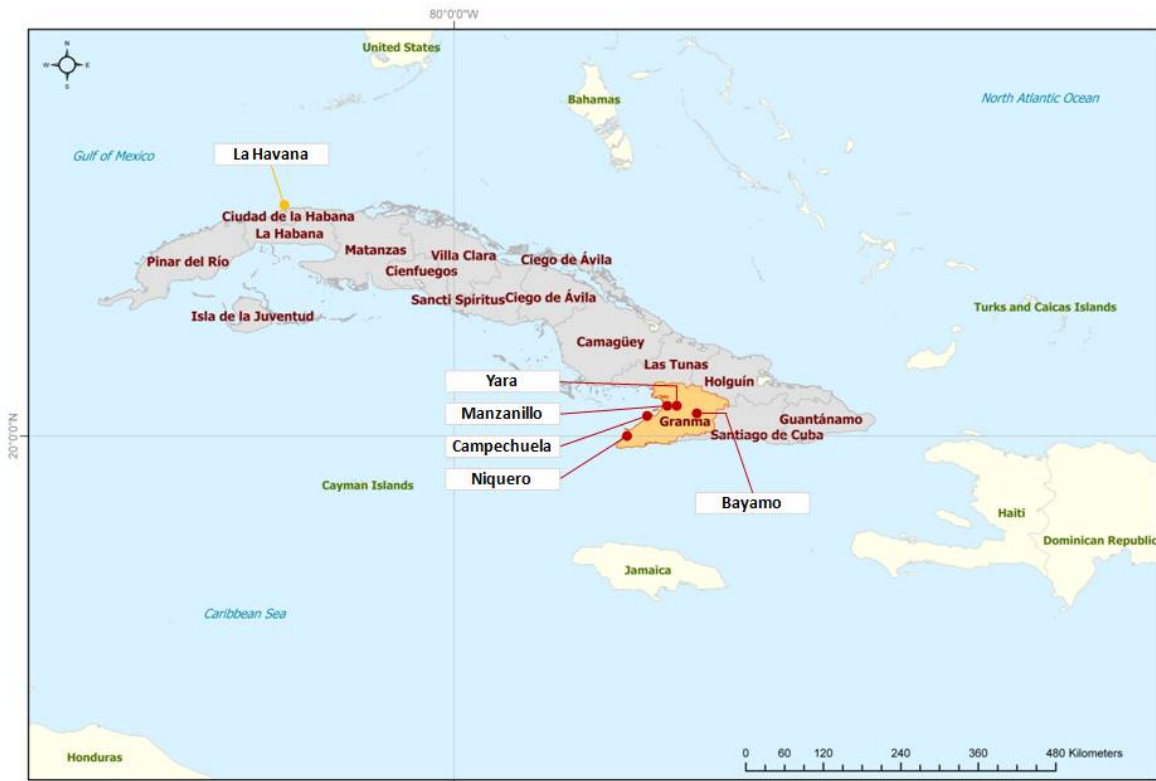 80°0'0"W
United States
N
W
E
S
Bahamas
North Atlantic Ocean
Gulf of Mexico
La Havana
Ciudad de la Habana
La Habana
Matanzas
Villa Clara
Ciego de Ávila
Pinar del Río
Cienfuegos
Sancti Spíritus
Ciego de Ávila
Isla de la Juventud
Turks and Caicas Islands
Camagüey
Las Tunas
Yara
Holguín
Manzanillo
Granma
Guantánamo
Santiago de Cuba
20°0'0"N
Campechuela
Niquero
Cayman Islands
Bayamo
Haiti
Dominican Republic
Jamaica
Caribbean Sea
Honduras
0 60 120 240 360 480 Kilometers